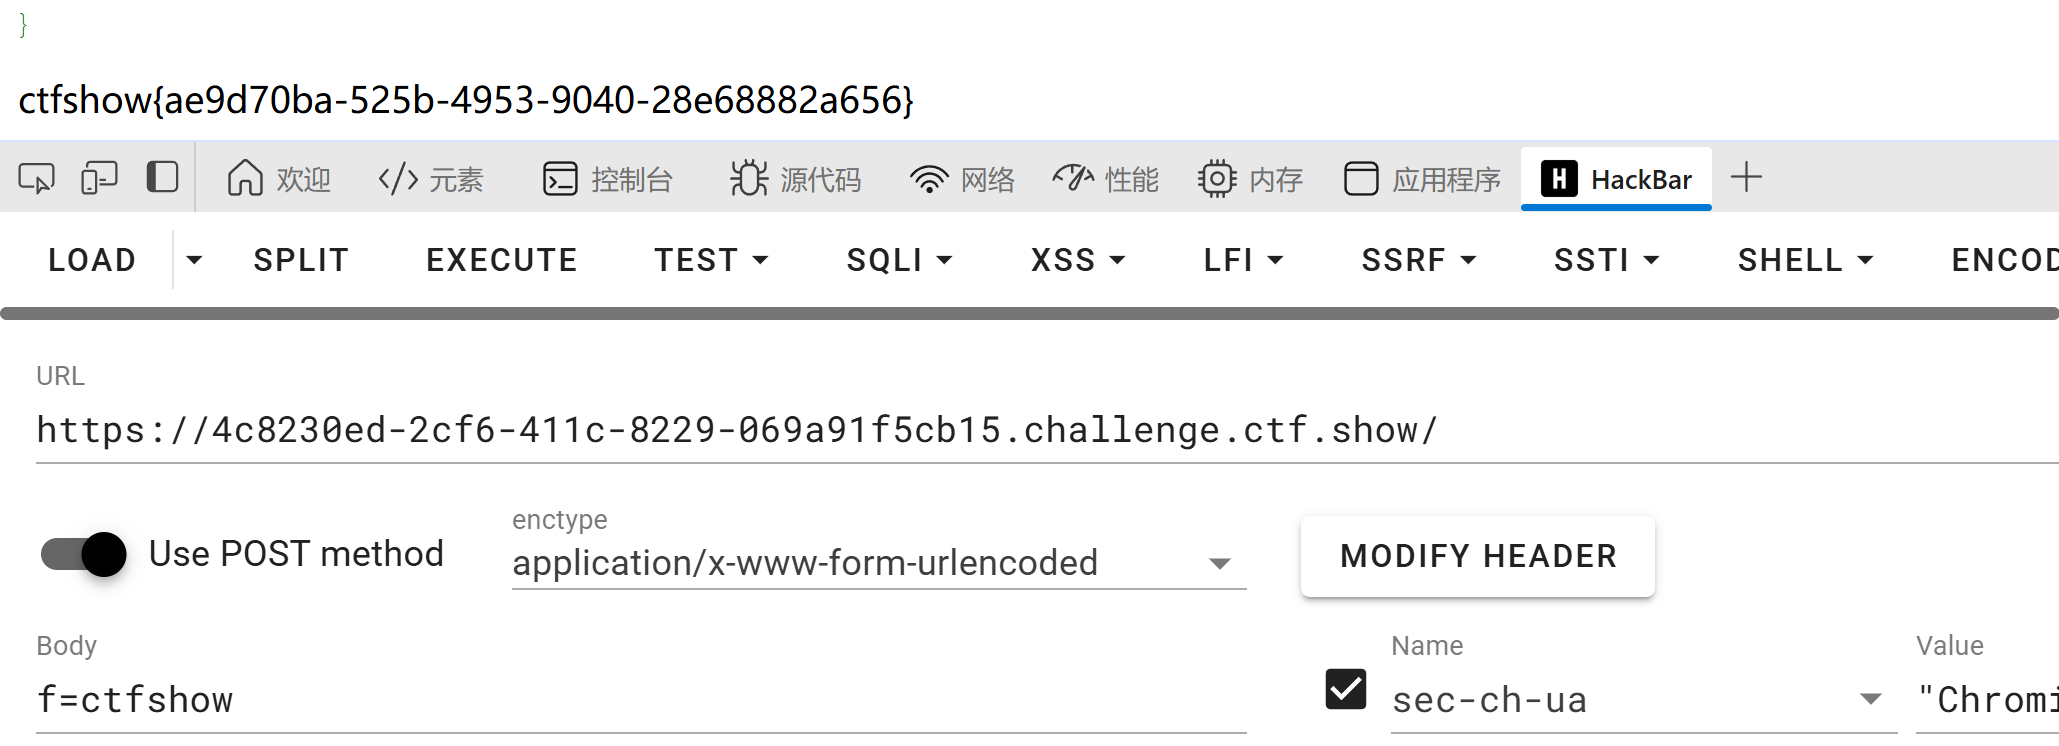 }
ctfshow{ae9d70ba-525b-4953-9040-28e68882a656}
欢迎 元素 控制台 源代码 网络 性能 内存 应用程序 H HackBar
LOAD SPLIT EXECUTE TEST SQLI XSS LFI SSRF SSTI SHELL ENCOD
URL
https://4c8230ed-2cf6-411c-8229-069a91f5cb15.challenge.ctf.show/
enctype
Use POST method application/x-www-form-urlencoded MODIFY HEADER
Body Name Value
f=ctfshow sec-ch-ua "Chromi